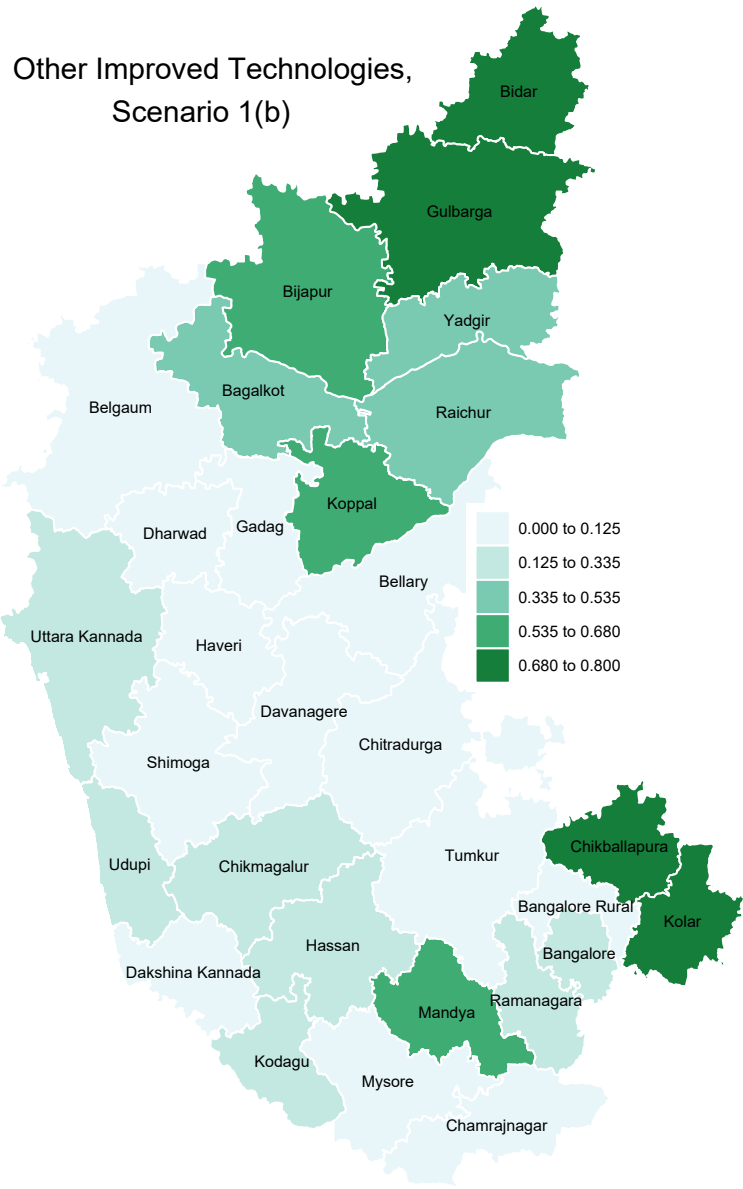 Other Improved Technologies,
Scenario 1(b)
Bidar
Gulbarga
Bijapur
Yadgir
Bagalkot
Belgaum
Raichur
Koppal
Gadag
Dharwad
0.000 to 0.125
0.125 to 0.335
0.335 to 0.535
0.535 to 0.680
0.680 to 0.800
Bellary
Uttara Kannada
Haveri
Davanagere
Chitradurga
Shimoga
Tumkur
Chikballapura
Udupi
Chikmagalur
Bangalore Rural
Kolar
Hassan
Bangalore
Dakshina Kannada
Ramanagara
Mandya
Kodagu
Mysore
Chamrajnagar